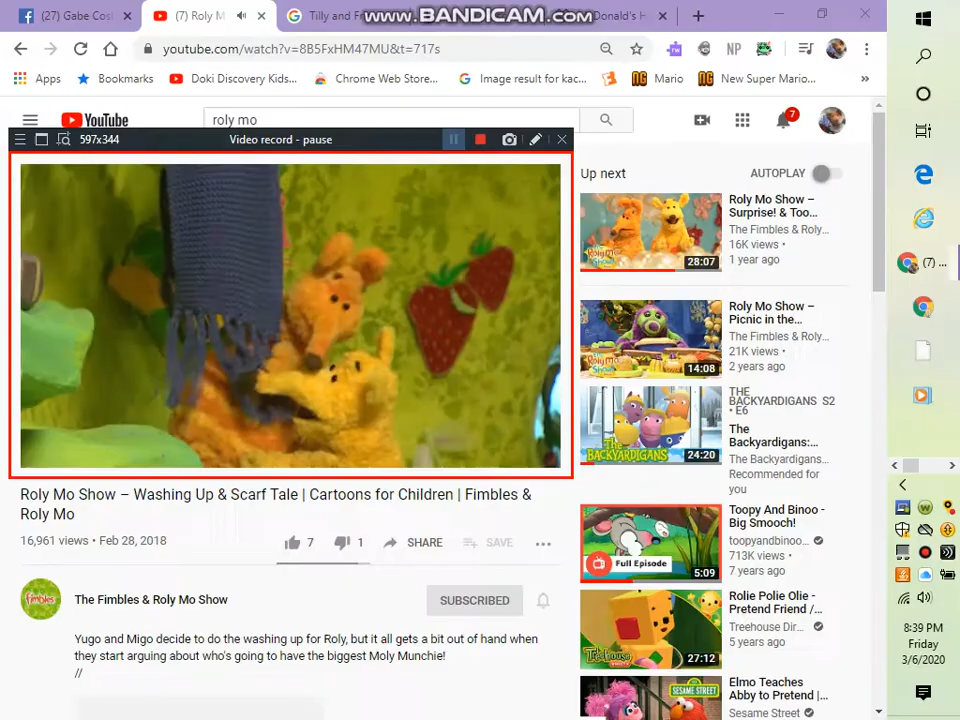 (27) Gabe Cos
(7) Roly M
Tilly and Fr
www.BANDICAM.com
Donald's H
youtube.com/watch?v=8B5FxHM47MU&t=717s
NP
Apps
Bookmarks
Doki Discovery Kids...
Chrome Web Store...
Image result for kac...
Mario
New Super Mario...
YouTube
roly mo
7
597x344
Video record - pause
Up next
AUTOPLAY
Roly Mo Show –
Surprise! & Too...
The Fimbles & Roly...
16K views •
1 year ago
28:07
Roly Mo Show –
Picnic in the...
The Fimbles & Roly...
21K views •
2 years ago
14:08
THE
BACKYARDIGANS S2
• E6
The
Backyardigans:...
The Backyardigans...
Recommended for
you
THE
BACKYARDIGANS
24:20
Toopy And Binoo -
Big Smooch!
toopyandbinoo...
713K views •
7 years ago
Full Episode
5:09
Rolie Polie Olie -
Pretend Friend /...
Treehouse Dir...
5 years ago
Treehouse
27:12
Elmo Teaches
Abby to Pretend |...
Sesame Street
SESAME STREET
Roly Mo Show – Washing Up & Scarf Tale | Cartoons for Children | Fimbles &
Roly Mo
16,961 views • Feb 28, 2018
7
1
SHARE
SAVE
fimbles
The Fimbles & Roly Mo Show
SUBSCRIBED
Yugo and Migo decide to do the washing up for Roly, but it all gets a bit out of hand when
they start arguing about who's going to have the biggest Moly Munchie!
//
(7) ...
8:39 PM
Friday
3/6/2020